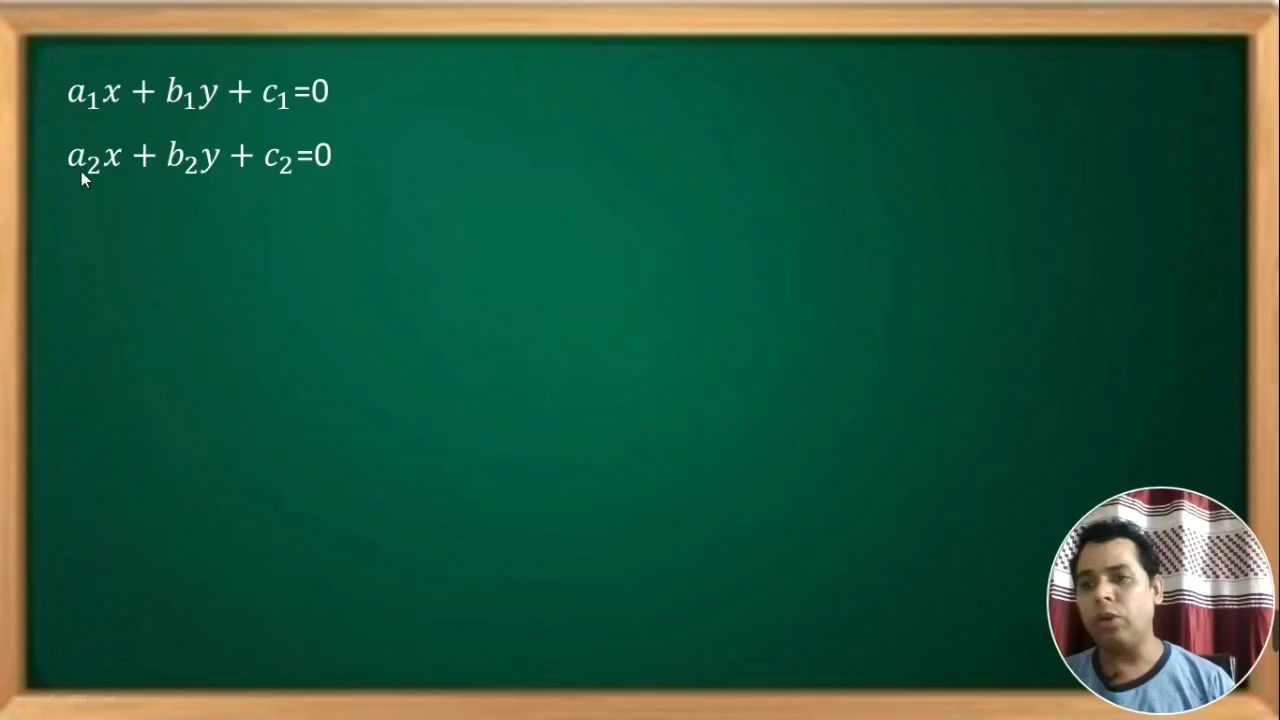 a₁x + b₁y + c₁=0
a₂x + b₂y + c₂=0